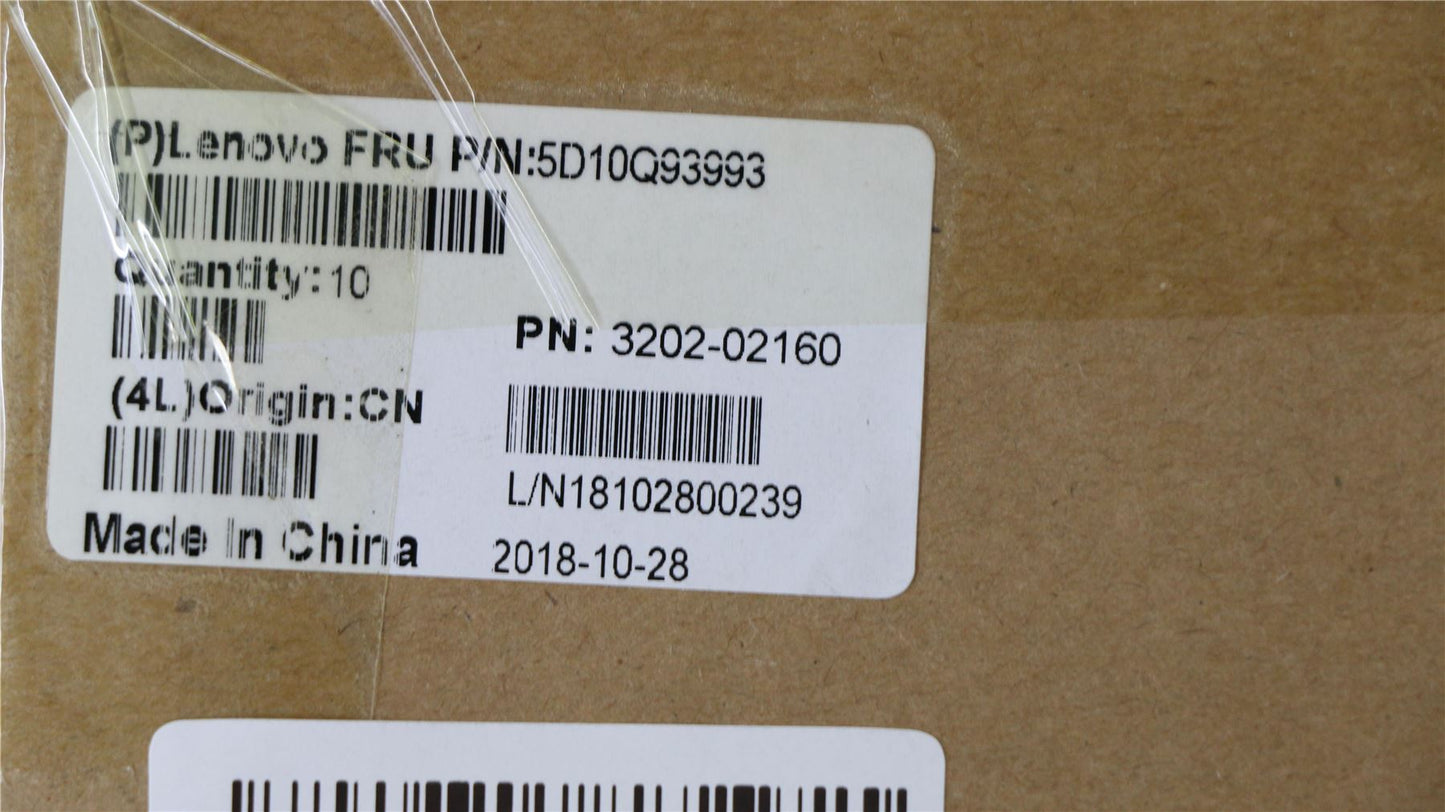 (P)Lenovo FRU P/N:5D10Q93993
Quantity:10
PN: 3202-02160
(4L)Origin:CN
L/N18102800239
Made In China
2018-10-28